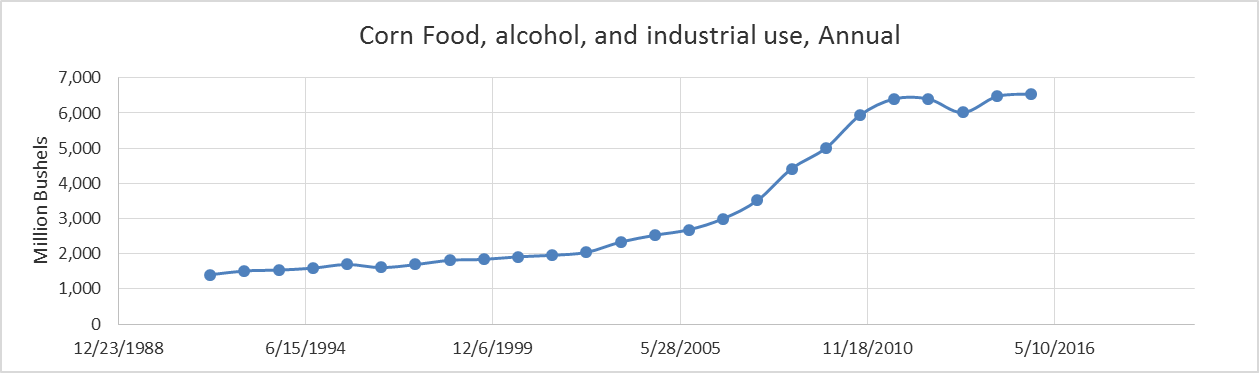 Corn Food, alcohol, and industrial use, Annual
Million Bushels
7,000
6,000
5,000
4,000
3,000
2,000
1,000
0
12/23/1988 6/15/1994 12/6/1999 5/28/2005 11/18/2010 5/10/2016